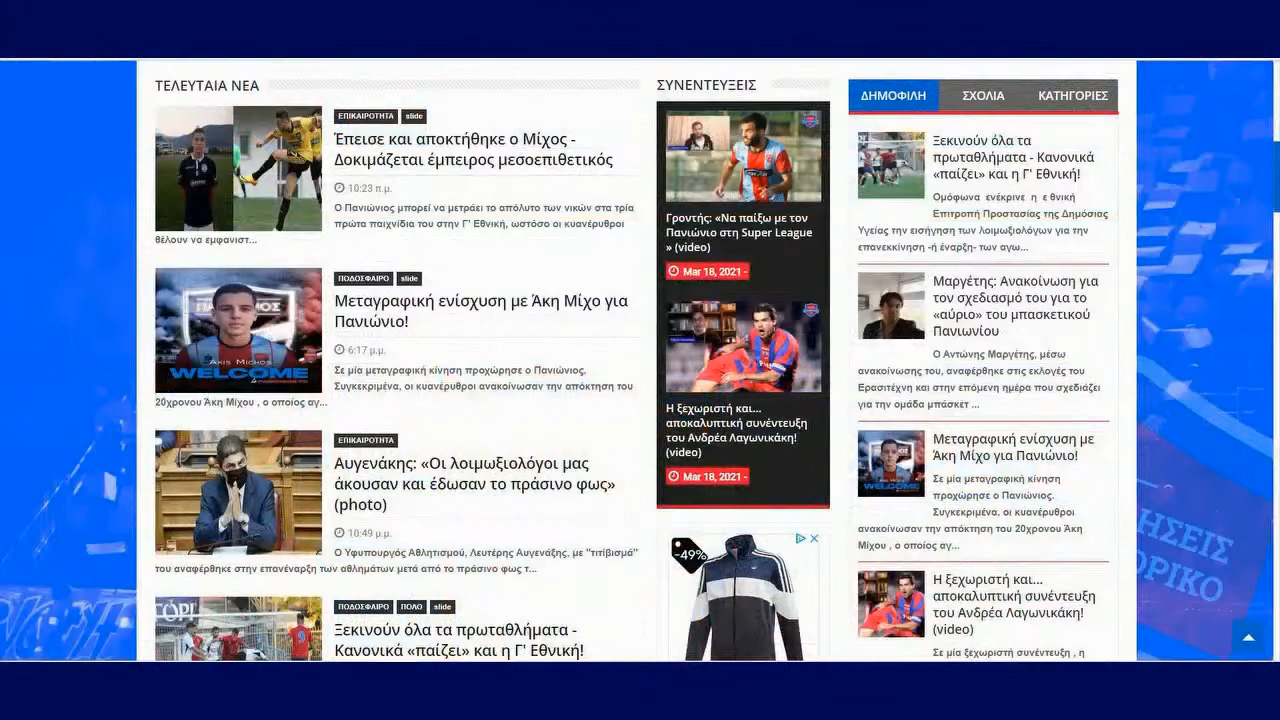 ΤΕΛΕΥΤΑΙΑ ΝΕΑ
ΕΠΙΚΑΙΡΟΤΗΤΑ slide
Έπεισε και αποκτήθηκε ο Μίχος -
Δοκιμάζεται έμπειρος μεσοεπιθετικός
10:23 π.μ.
Ο Πανιώνιος μπορεί να μετράει το απόλυτο των νικών στα τρία
πρώτα παιχνίδια του στην Γ' Εθνική, ωστόσο οι κυανέρυθροι
θέλουν να εμφανιστ...
ΠΟΔΟΣΦΑΙΡΟ slide
Μεταγραφική ενίσχυση με Άκη Μίχο για
Πανιώνιο!
6:17 μ.μ.
Σε μία μεταγραφική κίνηση προχώρησε ο Πανιώνιος.
Συγκεκριμένα, οι κυανέρυθροι ανακοίνωσαν την απόκτηση του
20χρονου Άκη Μίχου , ο οποίος αγ...
AKIS MICHOS
WELCOME
ΕΠΙΚΑΙΡΟΤΗΤΑ
Αυγενάκης: «Οι λοιμωξιολόγοι μας
άκουσαν και έδωσαν το πράσινο φως»
(photo)
10:49 μ.μ.
Ο Υφυπουργός Αθλητισμού, Λευτέρης Αυγενάξης, με "τιτίβισμά"
του αναφέρθηκε στην επανέναρξη των αθλημάτων μετά από το πράσινο φως τ...
ΠΟΔΟΣΦΑΙΡΟ ΠΟΛΟ slide
Ξεκινούν όλα τα πρωταθλήματα -
Κανονικά «παίζει» και η Γ' Εθνική!
ΣΥΝΕΝΤΕΥΞΕΙΣ
Γροντής: «Να παίξω με τον
Πανιώνιο στη Super League
» (video)
Mar 18, 2021 -
Η ξεχωριστή και...
αποκαλυπτική συνέντευξη
του Ανδρέα Λαγωνικάκη!
(video)
Mar 18, 2021 -
-49%
ΔΗΜΟΦΙΛΗ ΣΧΟΛΙΑ ΚΑΤΗΓΟΡΙΕΣ
Ξεκινούν όλα τα
πρωταθλήματα - Κανονικά
«παίζει» και η Γ' Εθνική!
Ομόφωνα ενέκρινε η ε θνική
Επιτροπή Προστασίας της Δημόσιας
Υγείας την εισήγηση των λοιμωξιολόγων για την
επανεκκίνηση -ή έναρξη- των αγω...
Μαργέτης: Ανακοίνωση για
τον σχεδιασμό του για το
«αύριο» του μπασκετικού
Πανιωνίου
Ο Αντώνης Μαργέτης, μέσω
ανακοίνωσης του, αναφέρθηκε στις εκλογές του
Ερασιτέχνη και στην επόμενη ημέρα που σχεδιάζει
για την ομάδα μπάσκετ ...
Μεταγραφική ενίσχυση με
Άκη Μίχο για Πανιώνιο!
Σε μία μεταγραφική κίνηση
προχώρησε ο Πανιώνιος.
Συγκεκριμένα, οι κυανέρυθροι
ανακοίνωσαν την απόκτηση του 20χρονου Άκη
Μίχου , ο οποίος αγ...
WELCOME
Η ξεχωριστή και...
αποκαλυπτική συνέντευξη
του Ανδρέα Λαγωνικάκη!
(video)
Σε μία ξεχωριστή συνέντευξη , η